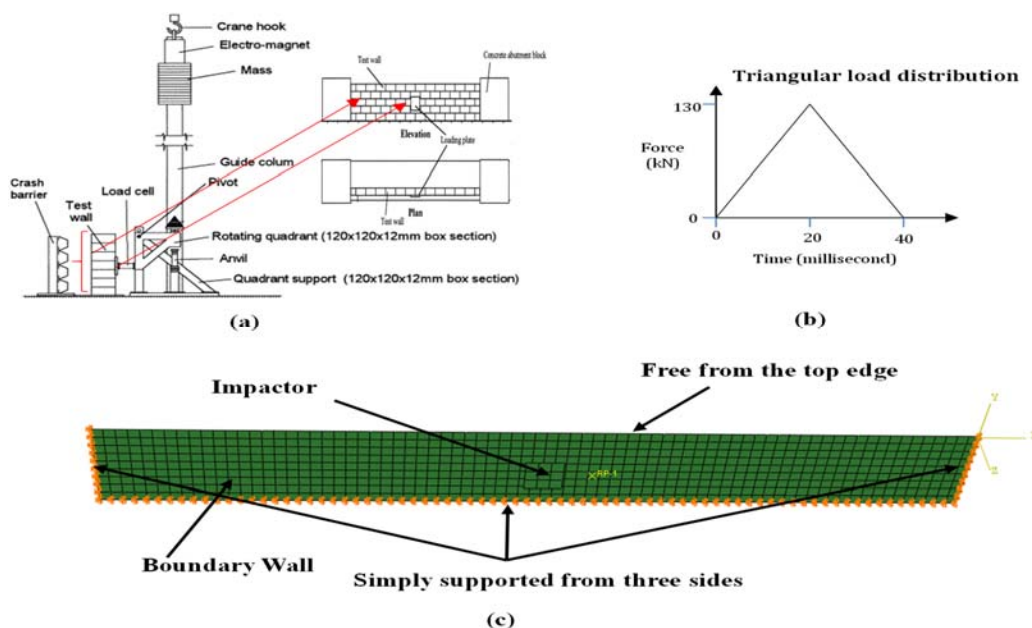 Crane hook
Electro-magnet
Mass
Guide colum
Crash
barrier
Test
wall
Load cell
Pivot
Rotating quadrant (120x120x12mm box section)
Anvil
Quadrant support (120x120x12mm box section)
Test wall
Concrete abutment block
Elevation
Loading plate
Test wall
Plan
(a)
Triangular load distribution
130
Force
(kN)
0
0
20
40
Time (millisecond)
(b)
Impactor
Free from the top edge
Y
Z
RP-1
Boundary Wall
Simply supported from three sides
(c)